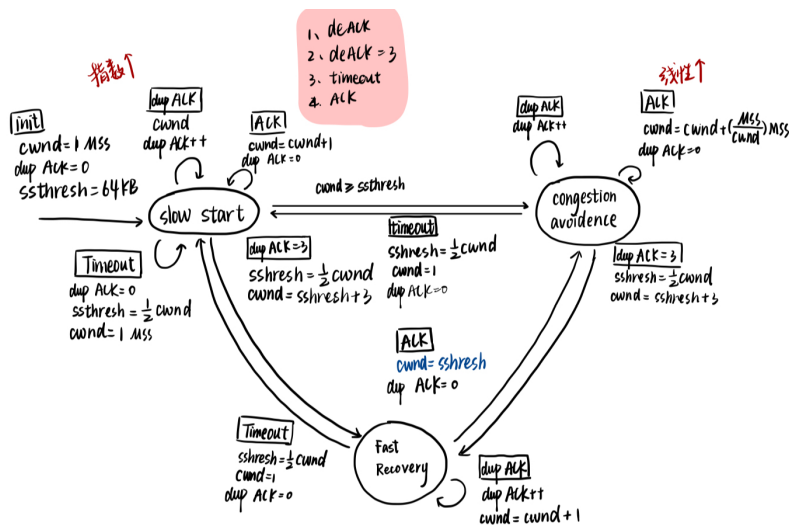 1、deACK
2、deACK=3
3、timeout
4、ACK
指数↑
线性↑
init
cwnd=1 MSS
dup ACK=0
ssthresh=64KB
dup ACK
cwnd
dup ACK++
ACK
cwnd=cwnd+1
dup ACK=0
slow start
Timeout
dup ACK=0
ssthresh=½cwnd
cwnd=1 MSS
cwnd≥ssthresh
dup ACK=3
sshresh=½cwnd
cwnd=sshresh+3
timeout
sshresh=½cwnd
cwnd=1
dup ACK=0
dup ACK
dup ACK++
ACK
cwnd=cwnd+(MSS/cwnd)MSS
dup ACK=0
congestion
avoidence
dup ACK=3
sshresh=½cwnd
cwnd=sshresh+3
ACK
cwnd=sshresh
dup ACK=0
Timeout
sshresh=½cwnd
cwnd=1
dup ACK=0
Fast
Recovery
dup ACK
dup ACK++
cwnd=cwnd+1